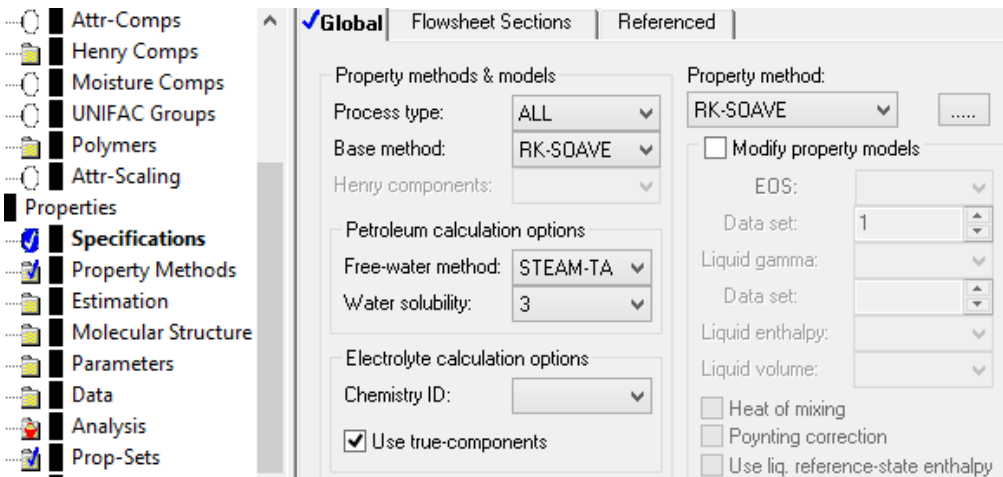 Attr-Comps
Henry Comps
Moisture Comps
UNIFAC Groups
Polymers
Attr-Scaling
Properties
Specifications
Property Methods
Estimation
Molecular Structure
Parameters
Data
Analysis
Prop-Sets
Global
Flowsheet Sections
Referenced
Property methods & models
Process type: ALL
Base method: RK-SOAVE
Henry components:
Petroleum calculation options
Free-water method: STEAM-TA
Water solubility: 3
Electrolyte calculation options
Chemistry ID:
Use true-components
Property method:
RK-SOAVE .....
Modify property models
EOS:
Data set: 1
Liquid gamma:
Data set:
Liquid enthalpy:
Liquid volume:
Heat of mixing
Poynting correction
Use liq. reference-state enthalpy